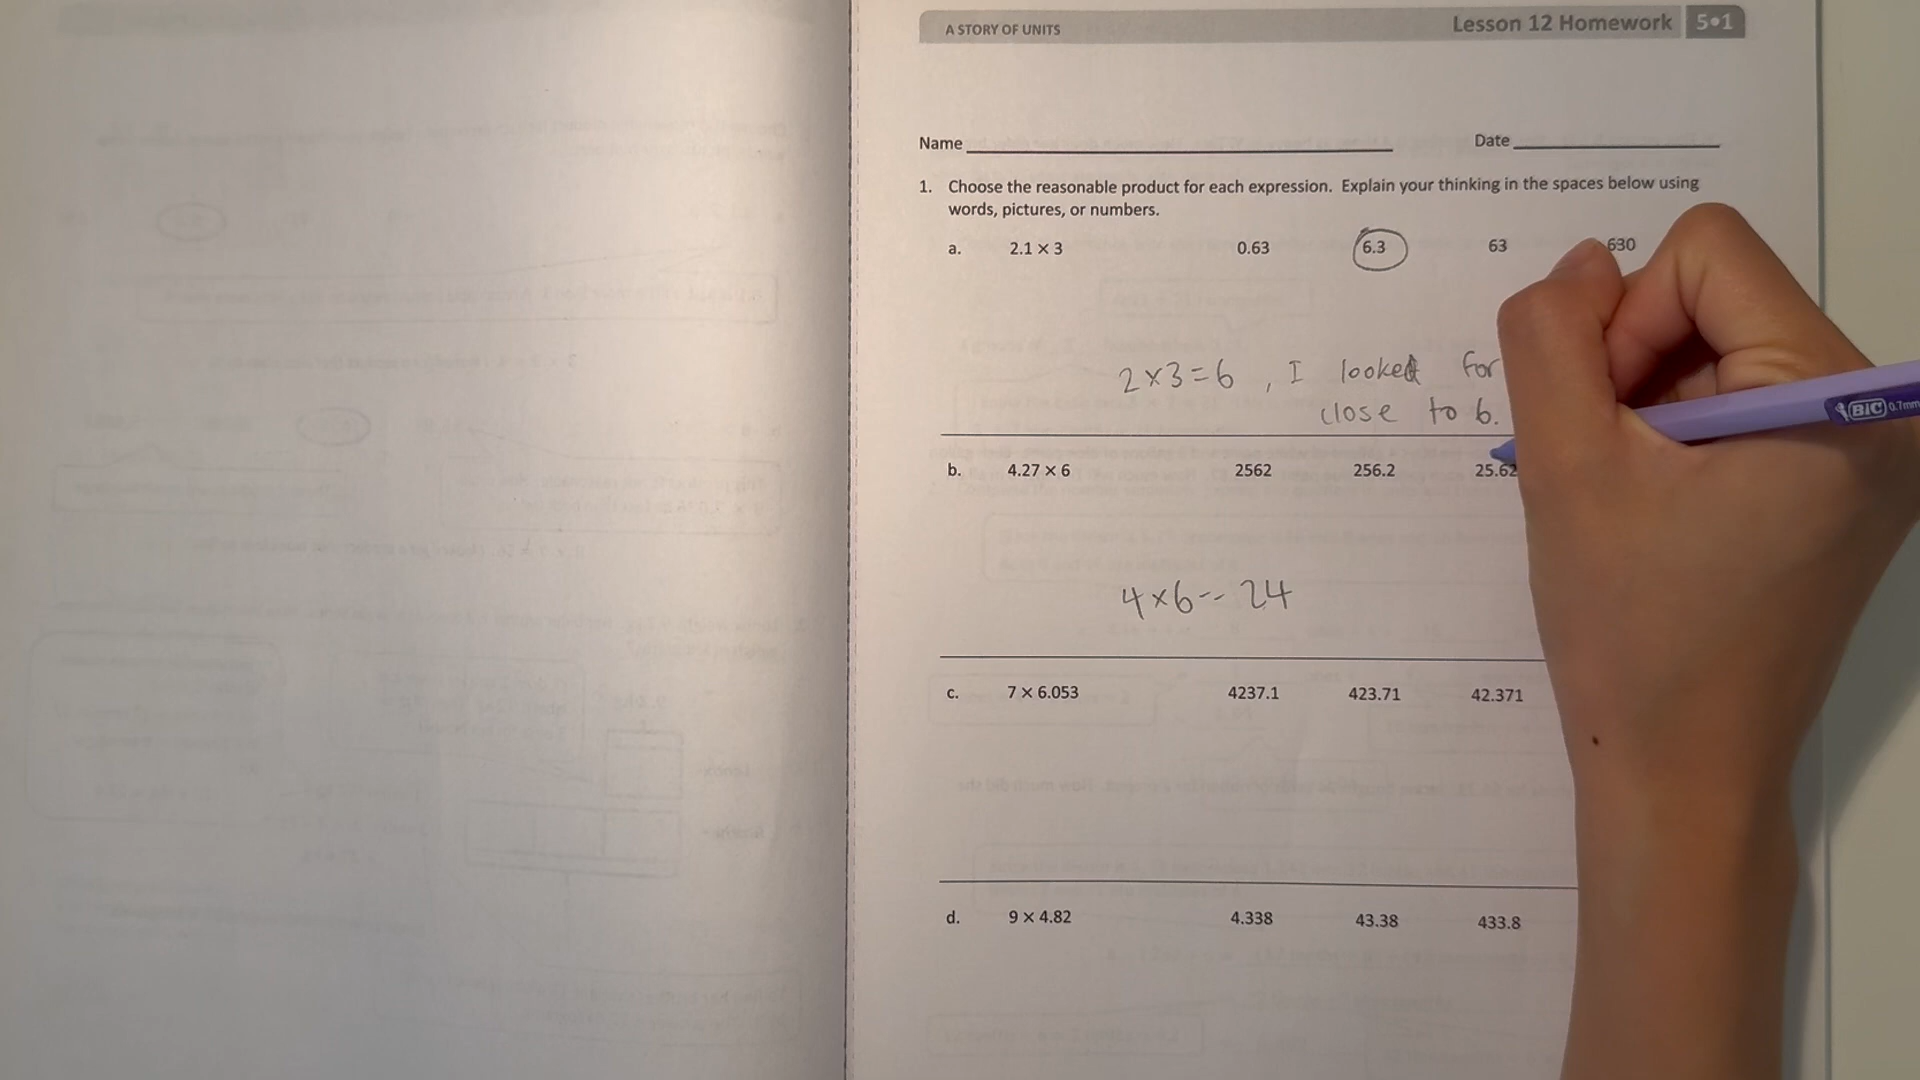 A STORY OF UNITS Lesson 12 Homework 5•1
Name Date
1. Choose the reasonable product for each expression. Explain your thinking in the spaces below using
words, pictures, or numbers.
a. 2.1 × 3 0.63 6.3 63 630
2 × 3 = 6 , I looked for
close to 6.
b. 4.27 × 6 2562 256.2 25.62
4 × 6 = 24
c. 7 × 6.053 4237.1 423.71 42.371
d. 9 × 4.82 4.338 43.38 433.8
BIC 0.7mm